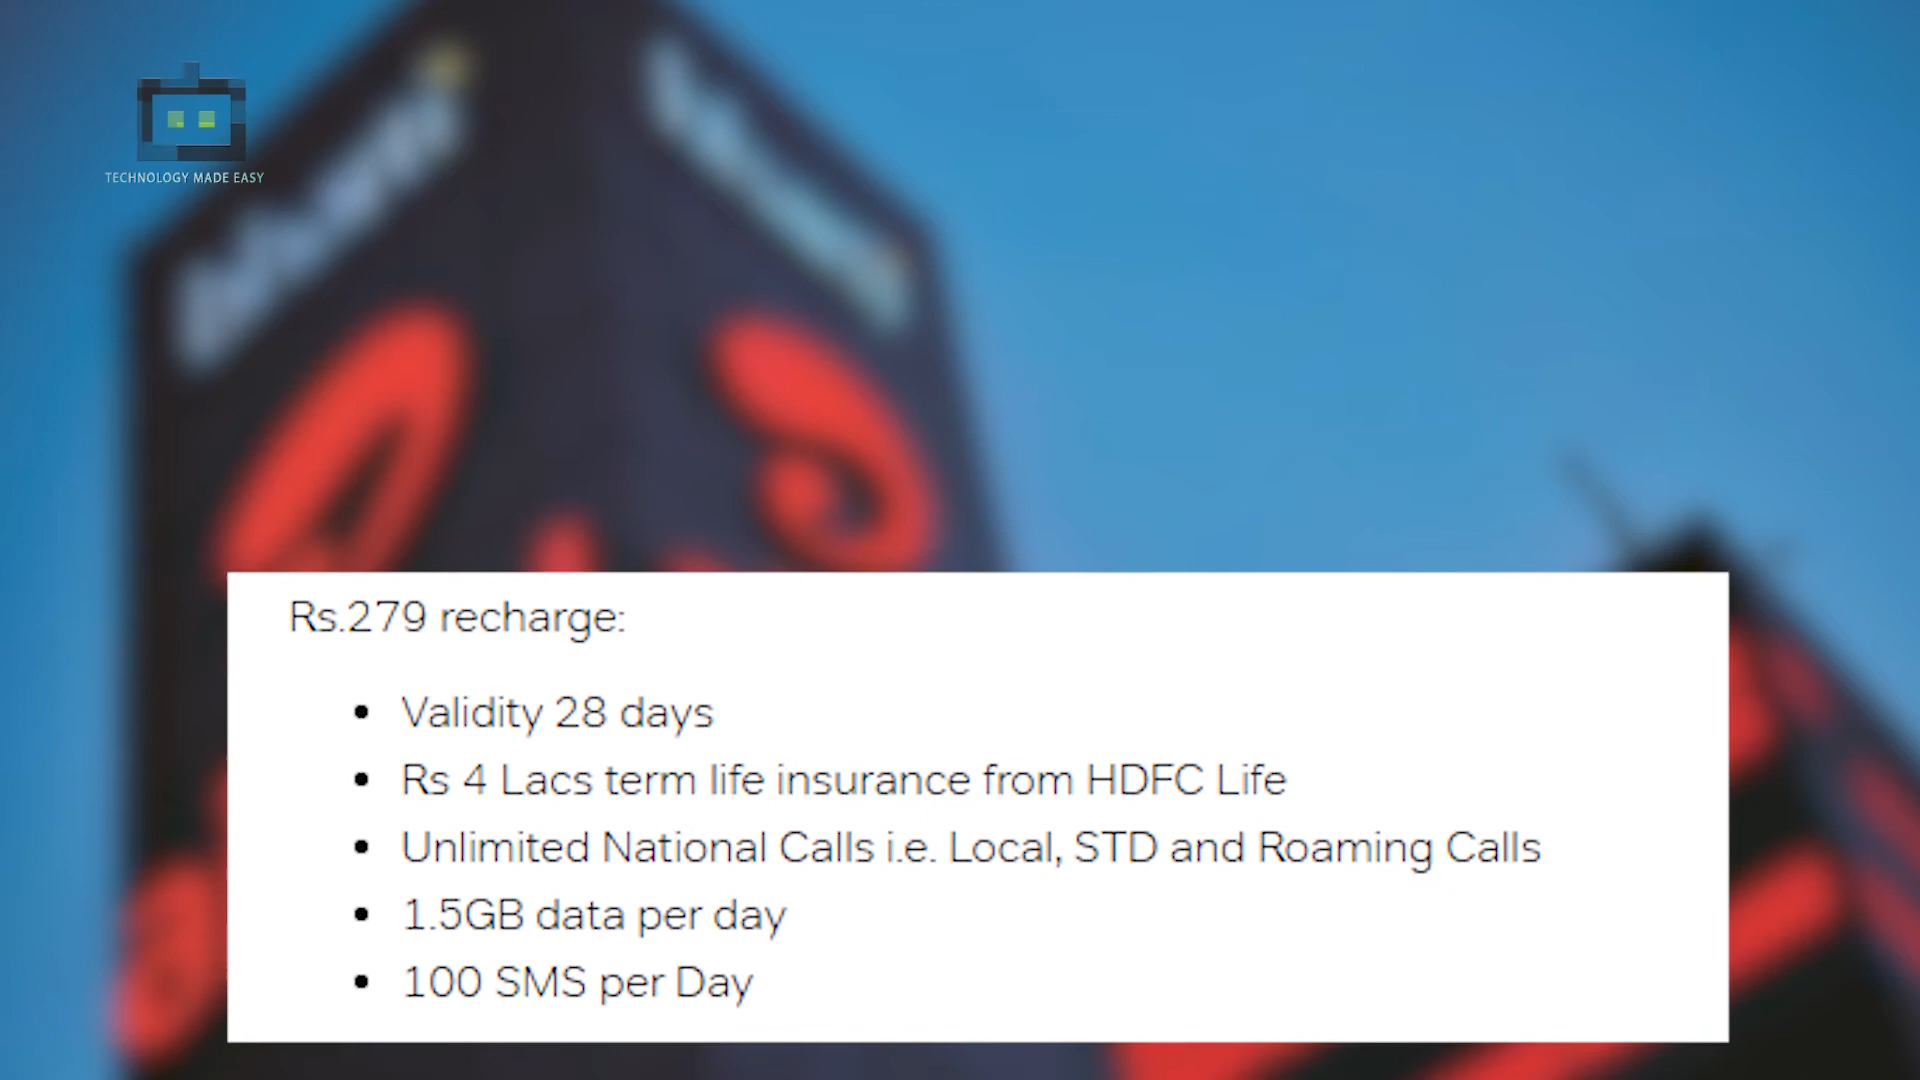 TECHNOLOGY MADE EASY
Rs.279 recharge:
Validity 28 days
Rs 4 Lacs term life insurance from HDFC Life
Unlimited National Calls i.e. Local, STD and Roaming Calls
1.5GB data per day
100 SMS per Day